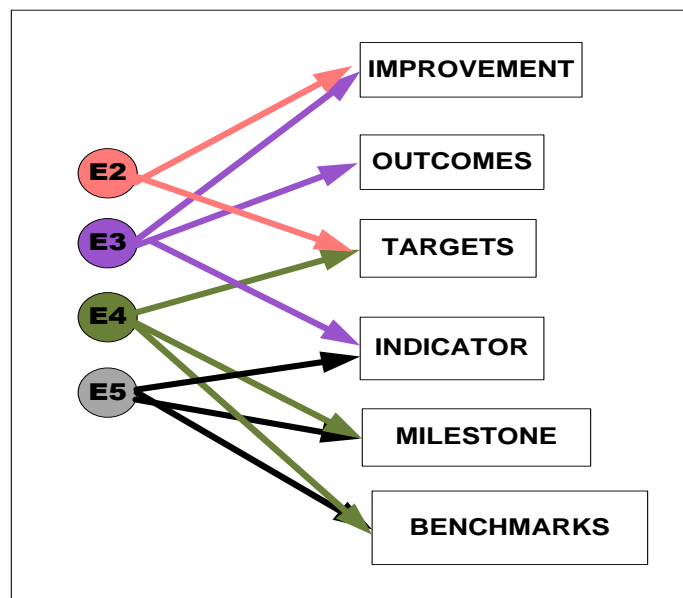 IMPROVEMENT
OUTCOMES
E2
E3
TARGETS
E4
INDICATOR
E5
MILESTONE
BENCHMARKS